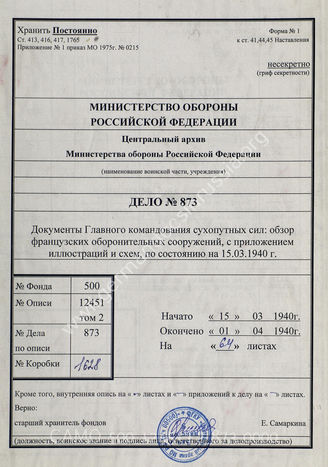 Хранить Постоянно
Форма № 1
Ст. 413, 416, 417, 1765
к ст. 41,44,45 Наставления
Приложение № 1 приказ МО 1975г. № 0215
несекретно
(гриф секретности)
МИНИСТЕРСТВО ОБОРОНЫ
РОССИЙСКОЙ ФЕДЕРАЦИИ
Центральный архив
Министерства обороны Российской Федерации
(наименование воинской части, учреждения)
ДЕЛО № 873
Документы Главного командования сухопутных сил: обзор
французских оборонительных сооружений, с приложением
иллюстраций и схем, по состоянию на 15.03.1940 г.
№ Фонда 500
№ Описи 12451
том 2
№ Дела 873
по описи
№ Коробки 1628
Начато « 15 » 03 1940г.
Окончено « 01 » 04 1940г.
На « 64 » листах
Кроме того, внутренняя опись на « » листах и « » приложений к делу на « » листах.
Верно:
старший хранитель фондов Е. Самаркина
(должность, воинское звание и подпись лица, ответственного за делопроизводство)